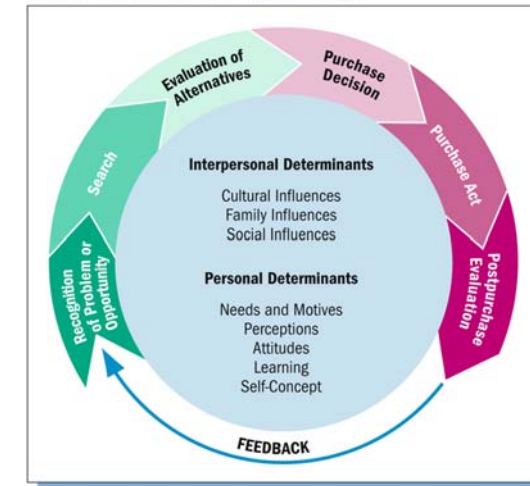 Recognition
of Problem or
Opportunity
Search
Evaluation of
Alternatives
Purchase
Decision
Purchase Act
Postpurchase
Evaluation
Interpersonal Determinants
Cultural Influences
Family Influences
Social Influences
Personal Determinants
Needs and Motives
Perceptions
Attitudes
Learning
Self-Concept
FEEDBACK